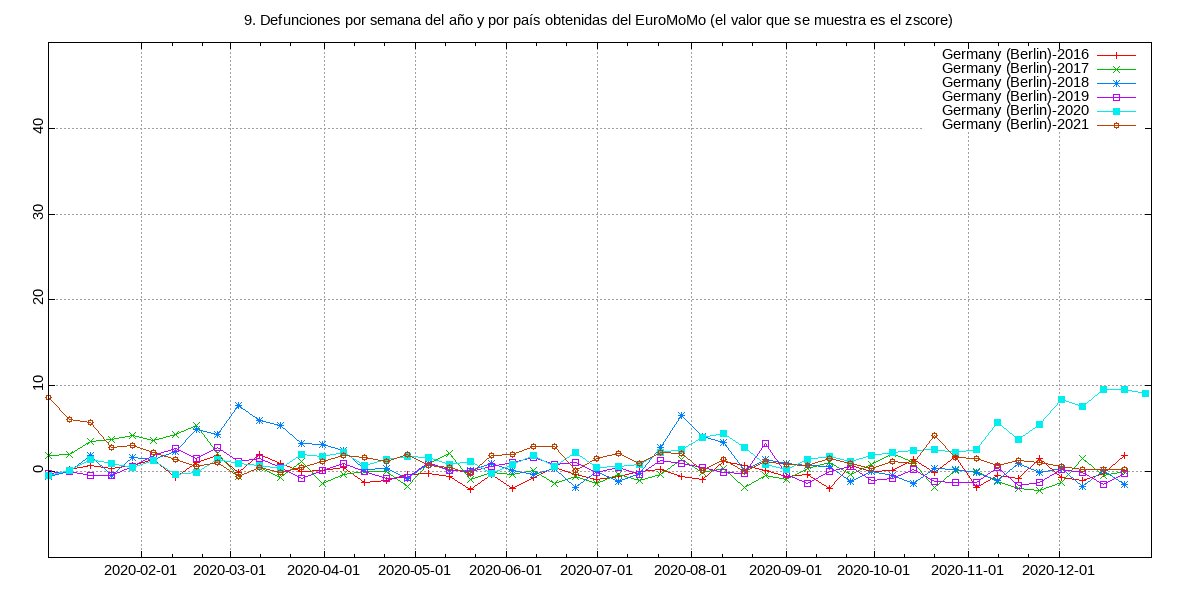 9. Defunciones por semana del año y por país obtenidas del EuroMoMo (el valor que se muestra es el zscore)
Germany (Berlin)-2016
Germany (Berlin)-2017
Germany (Berlin)-2018
Germany (Berlin)-2019
Germany (Berlin)-2020
Germany (Berlin)-2021
40
30
20
10
0
2020-02-01 2020-03-01 2020-04-01 2020-05-01 2020-06-01 2020-07-01 2020-08-01 2020-09-01 2020-10-01 2020-11-01 2020-12-01